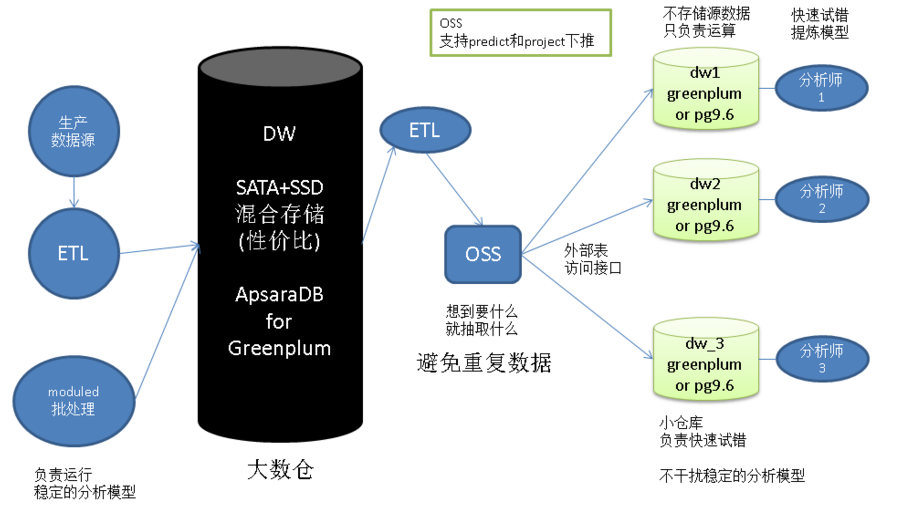 OSS
支持predict和project下推
不存储源数据
只负责运算
快速试错
提炼模型
生产
数据源
ETL
moduled
批处理
负责运行
稳定的分析模型
DW
SATA+SSD
混合存储
(性价比)
ApsaraDB
for
Greenplum
大数仓
ETL
OSS
想到要什么
就抽取什么
避免重复数据
外部表
访问接口
dw1
greenplum
or pg9.6
分析师
1
dw2
greenplum
or pg9.6
分析师
2
dw_3
greenplum
or pg9.6
分析师
3
小仓库
负责快速试错
不干扰稳定的分析模型